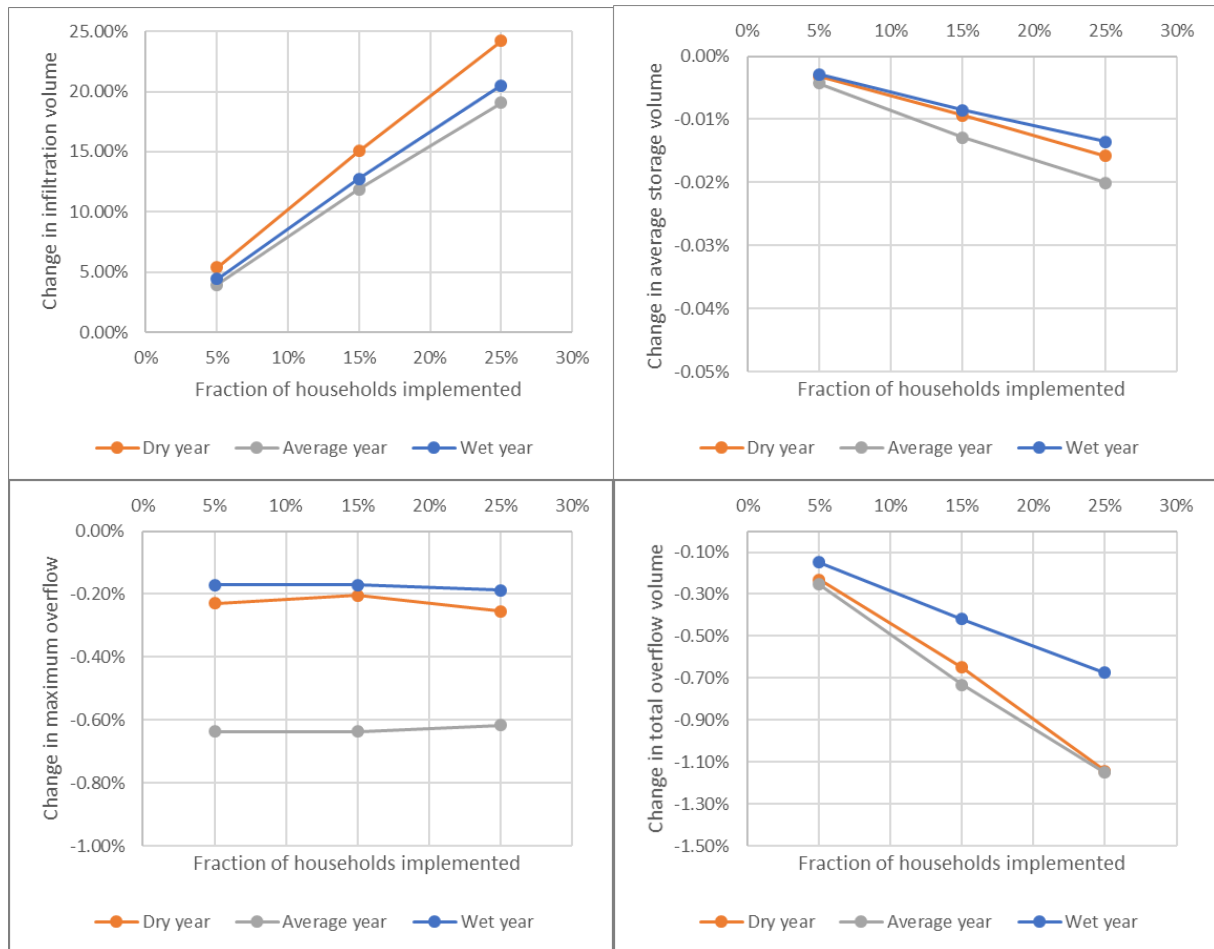 Change in infiltration volume
25.00%
20.00%
15.00%
10.00%
5.00%
0.00%
0% 5% 10% 15% 20% 25% 30%
Fraction of households implemented
Dry year Average year Wet year
0% 5% 10% 15% 20% 25% 30%
Change in average storage volume
0.00%
-0.01%
-0.02%
-0.03%
-0.04%
-0.05%
Fraction of households implemented
Dry year Average year Wet year
0% 5% 10% 15% 20% 25% 30%
Change in maximum overflow
0.00%
-0.20%
-0.40%
-0.60%
-0.80%
-1.00%
Fraction of households implemented
Dry year Average year Wet year
0% 5% 10% 15% 20% 25% 30%
Change in total overflow volume
-0.10%
-0.30%
-0.50%
-0.70%
-0.90%
-1.10%
-1.30%
-1.50%
Fraction of households implemented
Dry year Average year Wet year